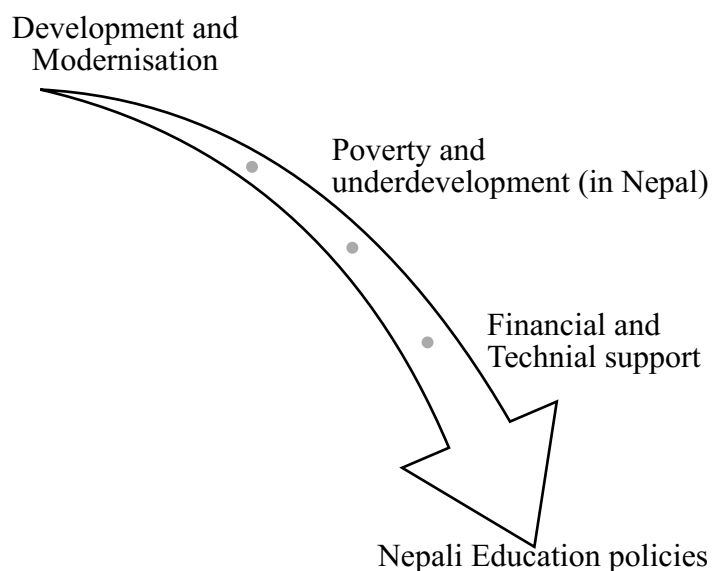 Development and
Modernisation
Poverty and
underdevelopment (in Nepal)
Financial and
Technial support
Nepali Education policies